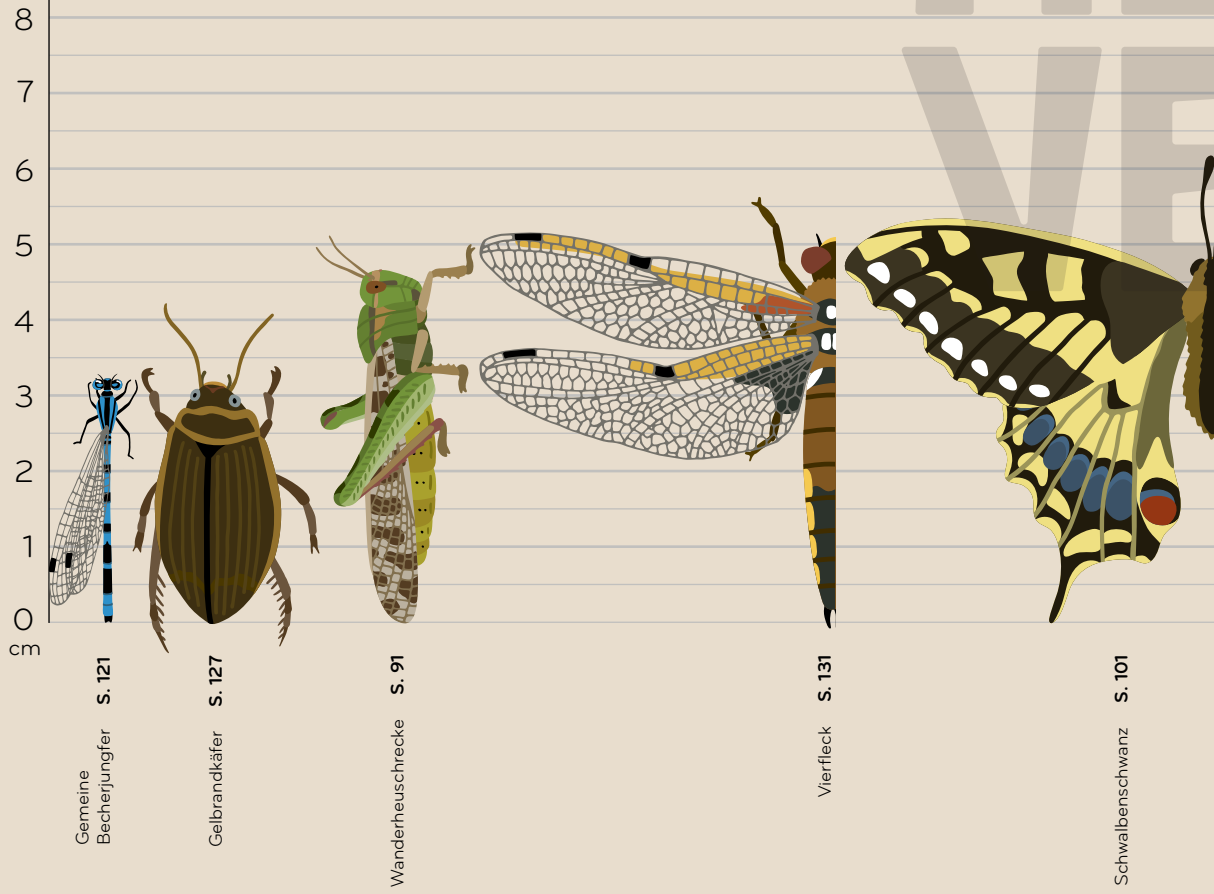 VE
8
7
6
5
4
3
2
1
0
cm
Gemeine
Becherjungfer
S. 121
Gelbrandkäfer S. 127
Wanderheuschrecke S. 91
Vierfleck S. 131
Schwalbenschwanz S. 101